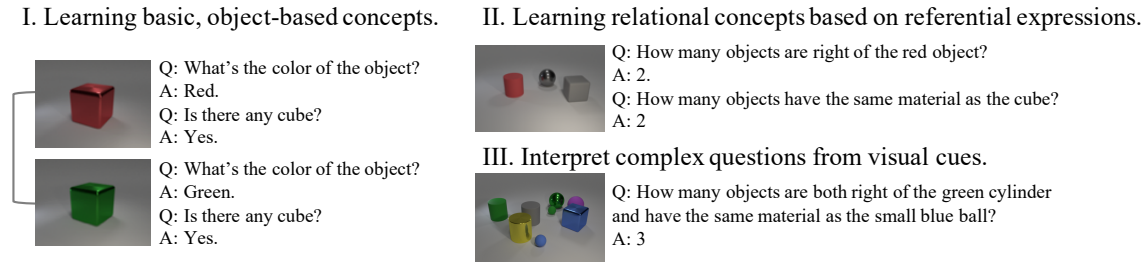 I. Learning basic, object-based concepts.
Q: What's the color of the object?
A: Red.
Q: Is there any cube?
A: Yes.
Q: What's the color of the object?
A: Green.
Q: Is there any cube?
A: Yes.
II. Learning relational concepts based on referential expressions.
Q: How many objects are right of the red object?
A: 2.
Q: How many objects have the same material as the cube?
A: 2
III. Interpret complex questions from visual cues.
Q: How many objects are both right of the green cylinder
and have the same material as the small blue ball?
A: 3